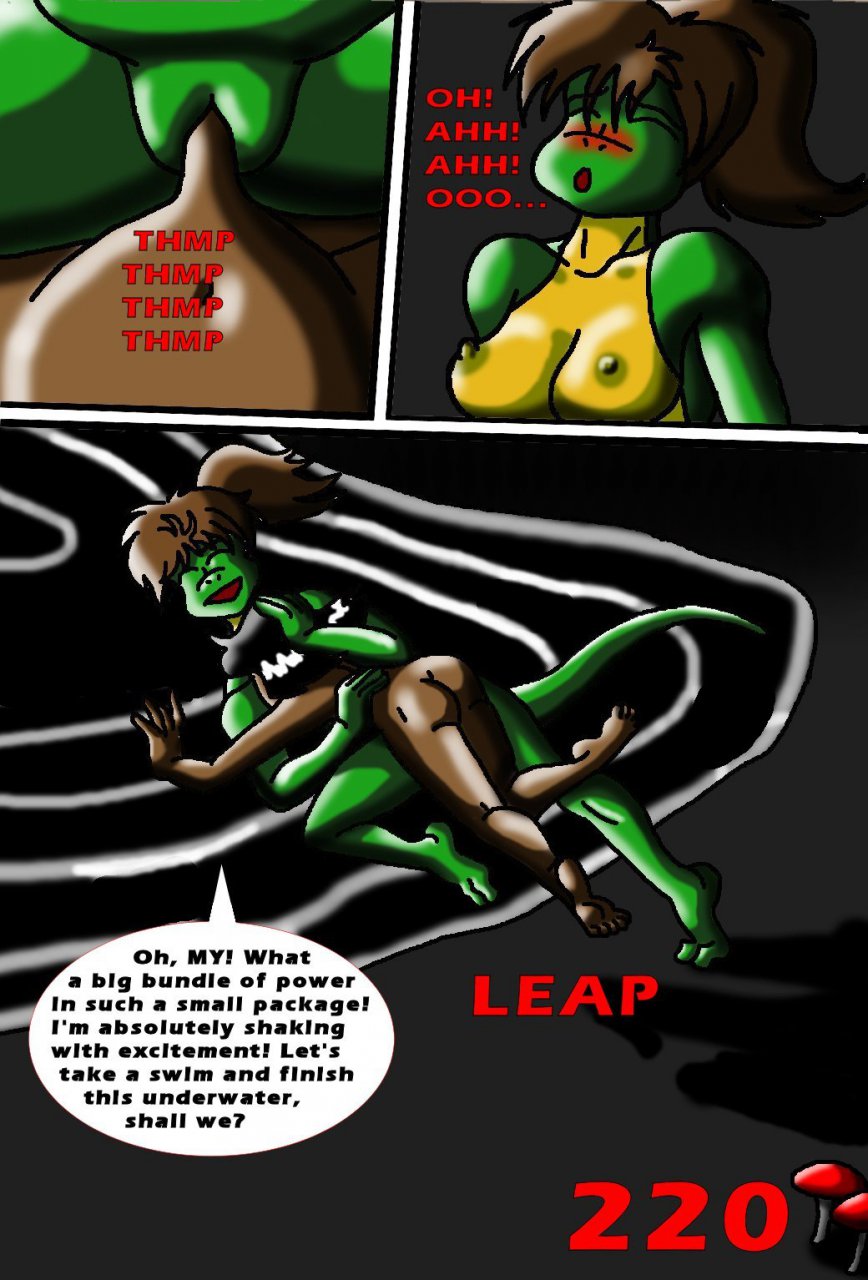 THMP
THMP
THMP
THMP
OH!
AHH!
AHH!
OOO...
Oh, MY! What
a big bundle of power
in such a small package!
I'm absolutely shaking
with excitement! Let's
take a swim and finish
this underwater,
shall we?
LEAP
220